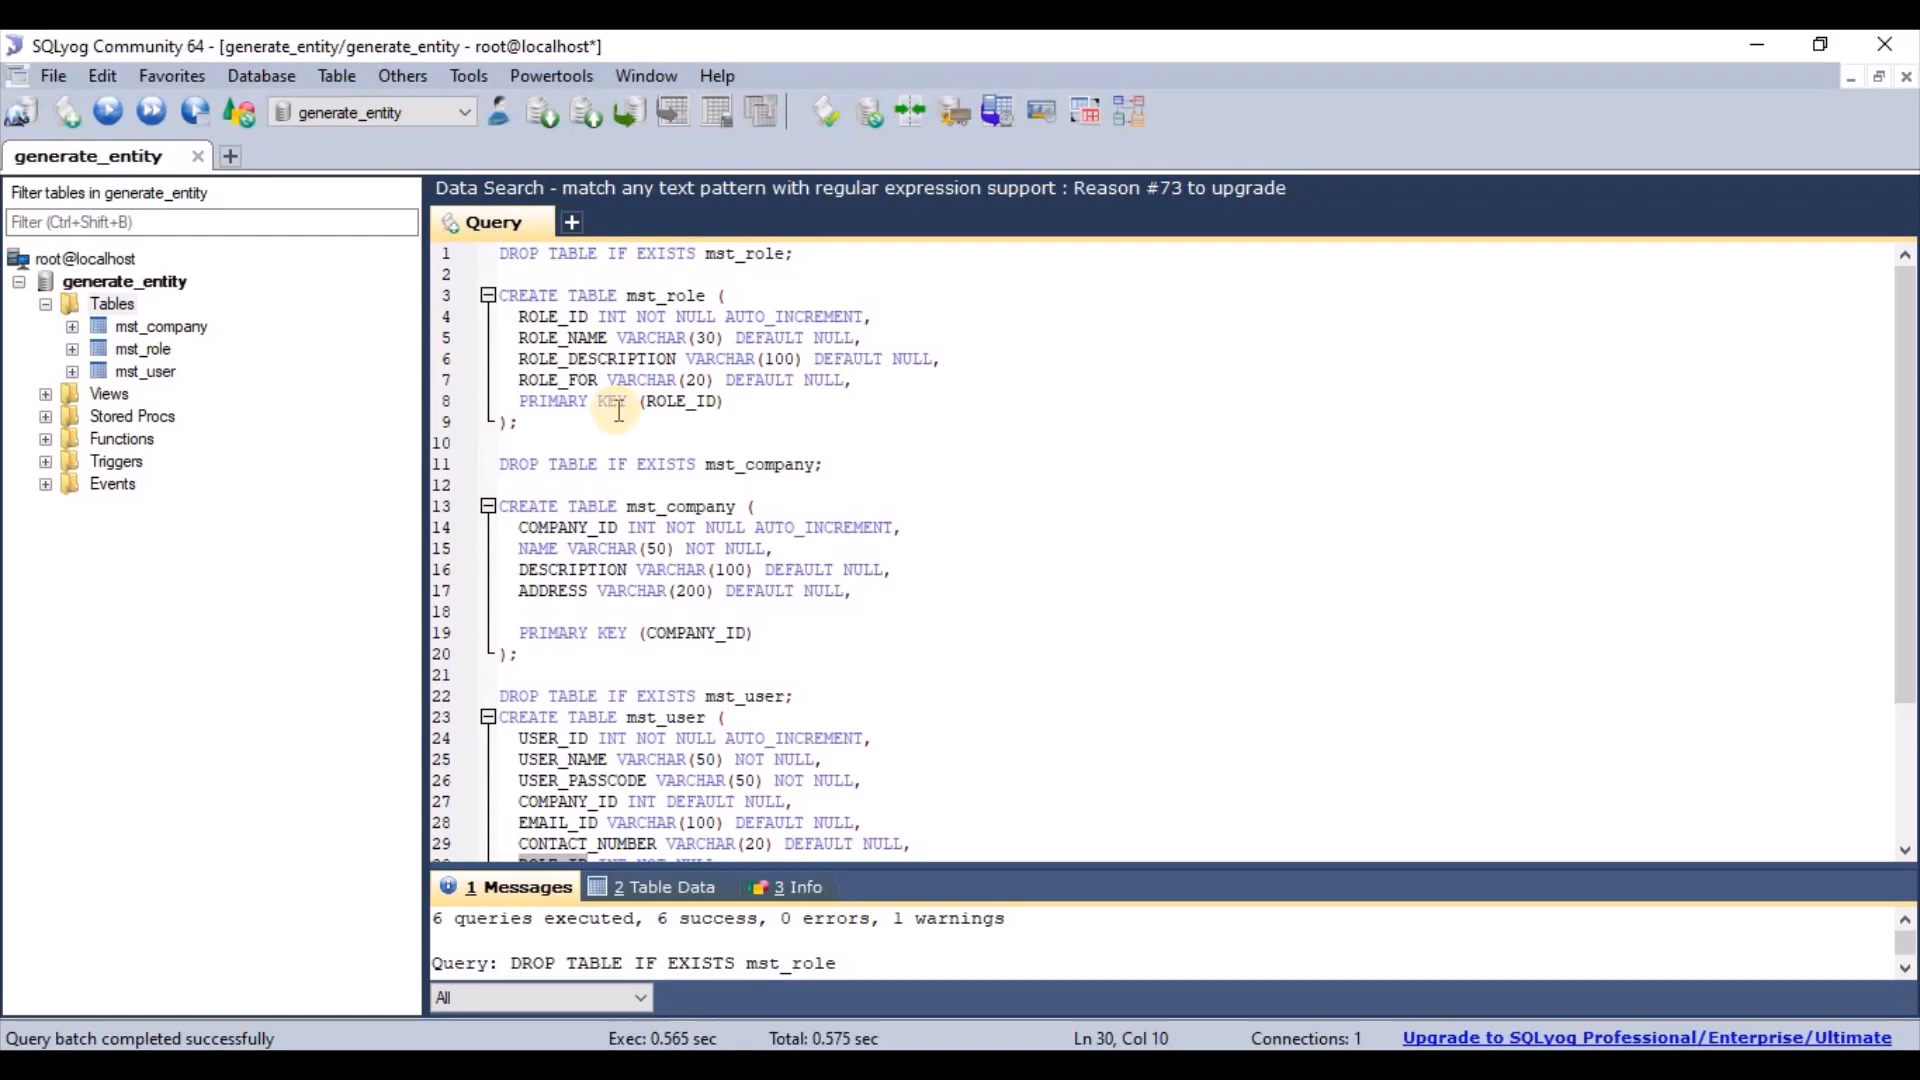 SQLyog Community 64 - [generate_entity/generate_entity - root@localhost*]
File Edit Favorites Database Table Others Tools Powertools Window Help
generate_entity
generate_entity
Filter tables in generate_entity
Filter (Ctrl+Shift+B)
root@localhost
generate_entity
Tables
mst_company
mst_role
mst_user
Views
Stored Procs
Functions
Triggers
Events
Data Search - match any text pattern with regular expression support : Reason #73 to upgrade
Query
1 DROP TABLE IF EXISTS mst_role;
2
3 CREATE TABLE mst_role (
4 ROLE_ID INT NOT NULL AUTO_INCREMENT,
5 ROLE_NAME VARCHAR(30) DEFAULT NULL,
6 ROLE_DESCRIPTION VARCHAR(100) DEFAULT NULL,
7 ROLE_FOR VARCHAR(20) DEFAULT NULL,
8 PRIMARY KEY (ROLE_ID)
9 );
10
11 DROP TABLE IF EXISTS mst_company;
12
13 CREATE TABLE mst_company (
14 COMPANY_ID INT NOT NULL AUTO_INCREMENT,
15 NAME VARCHAR(50) NOT NULL,
16 DESCRIPTION VARCHAR(100) DEFAULT NULL,
17 ADDRESS VARCHAR(200) DEFAULT NULL,
18
19 PRIMARY KEY (COMPANY_ID)
20 );
21
22 DROP TABLE IF EXISTS mst_user;
23 CREATE TABLE mst_user (
24 USER_ID INT NOT NULL AUTO_INCREMENT,
25 USER_NAME VARCHAR(50) NOT NULL,
26 USER_PASSCODE VARCHAR(50) NOT NULL,
27 COMPANY_ID INT DEFAULT NULL,
28 EMAIL_ID VARCHAR(100) DEFAULT NULL,
29 CONTACT_NUMBER VARCHAR(20) DEFAULT NULL,
1 Messages 2 Table Data 3 Info
6 queries executed, 6 success, 0 errors, 1 warnings
Query: DROP TABLE IF EXISTS mst_role
All
Query batch completed successfully Exec: 0.565 sec Total: 0.575 sec Ln 30, Col 10 Connections: 1 Upgrade to SQLyog Professional/Enterprise/Ultimate